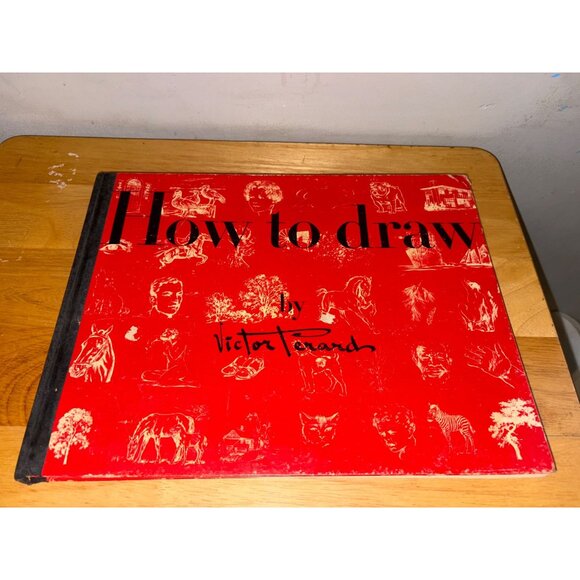 How to draw
by
Victor Perard